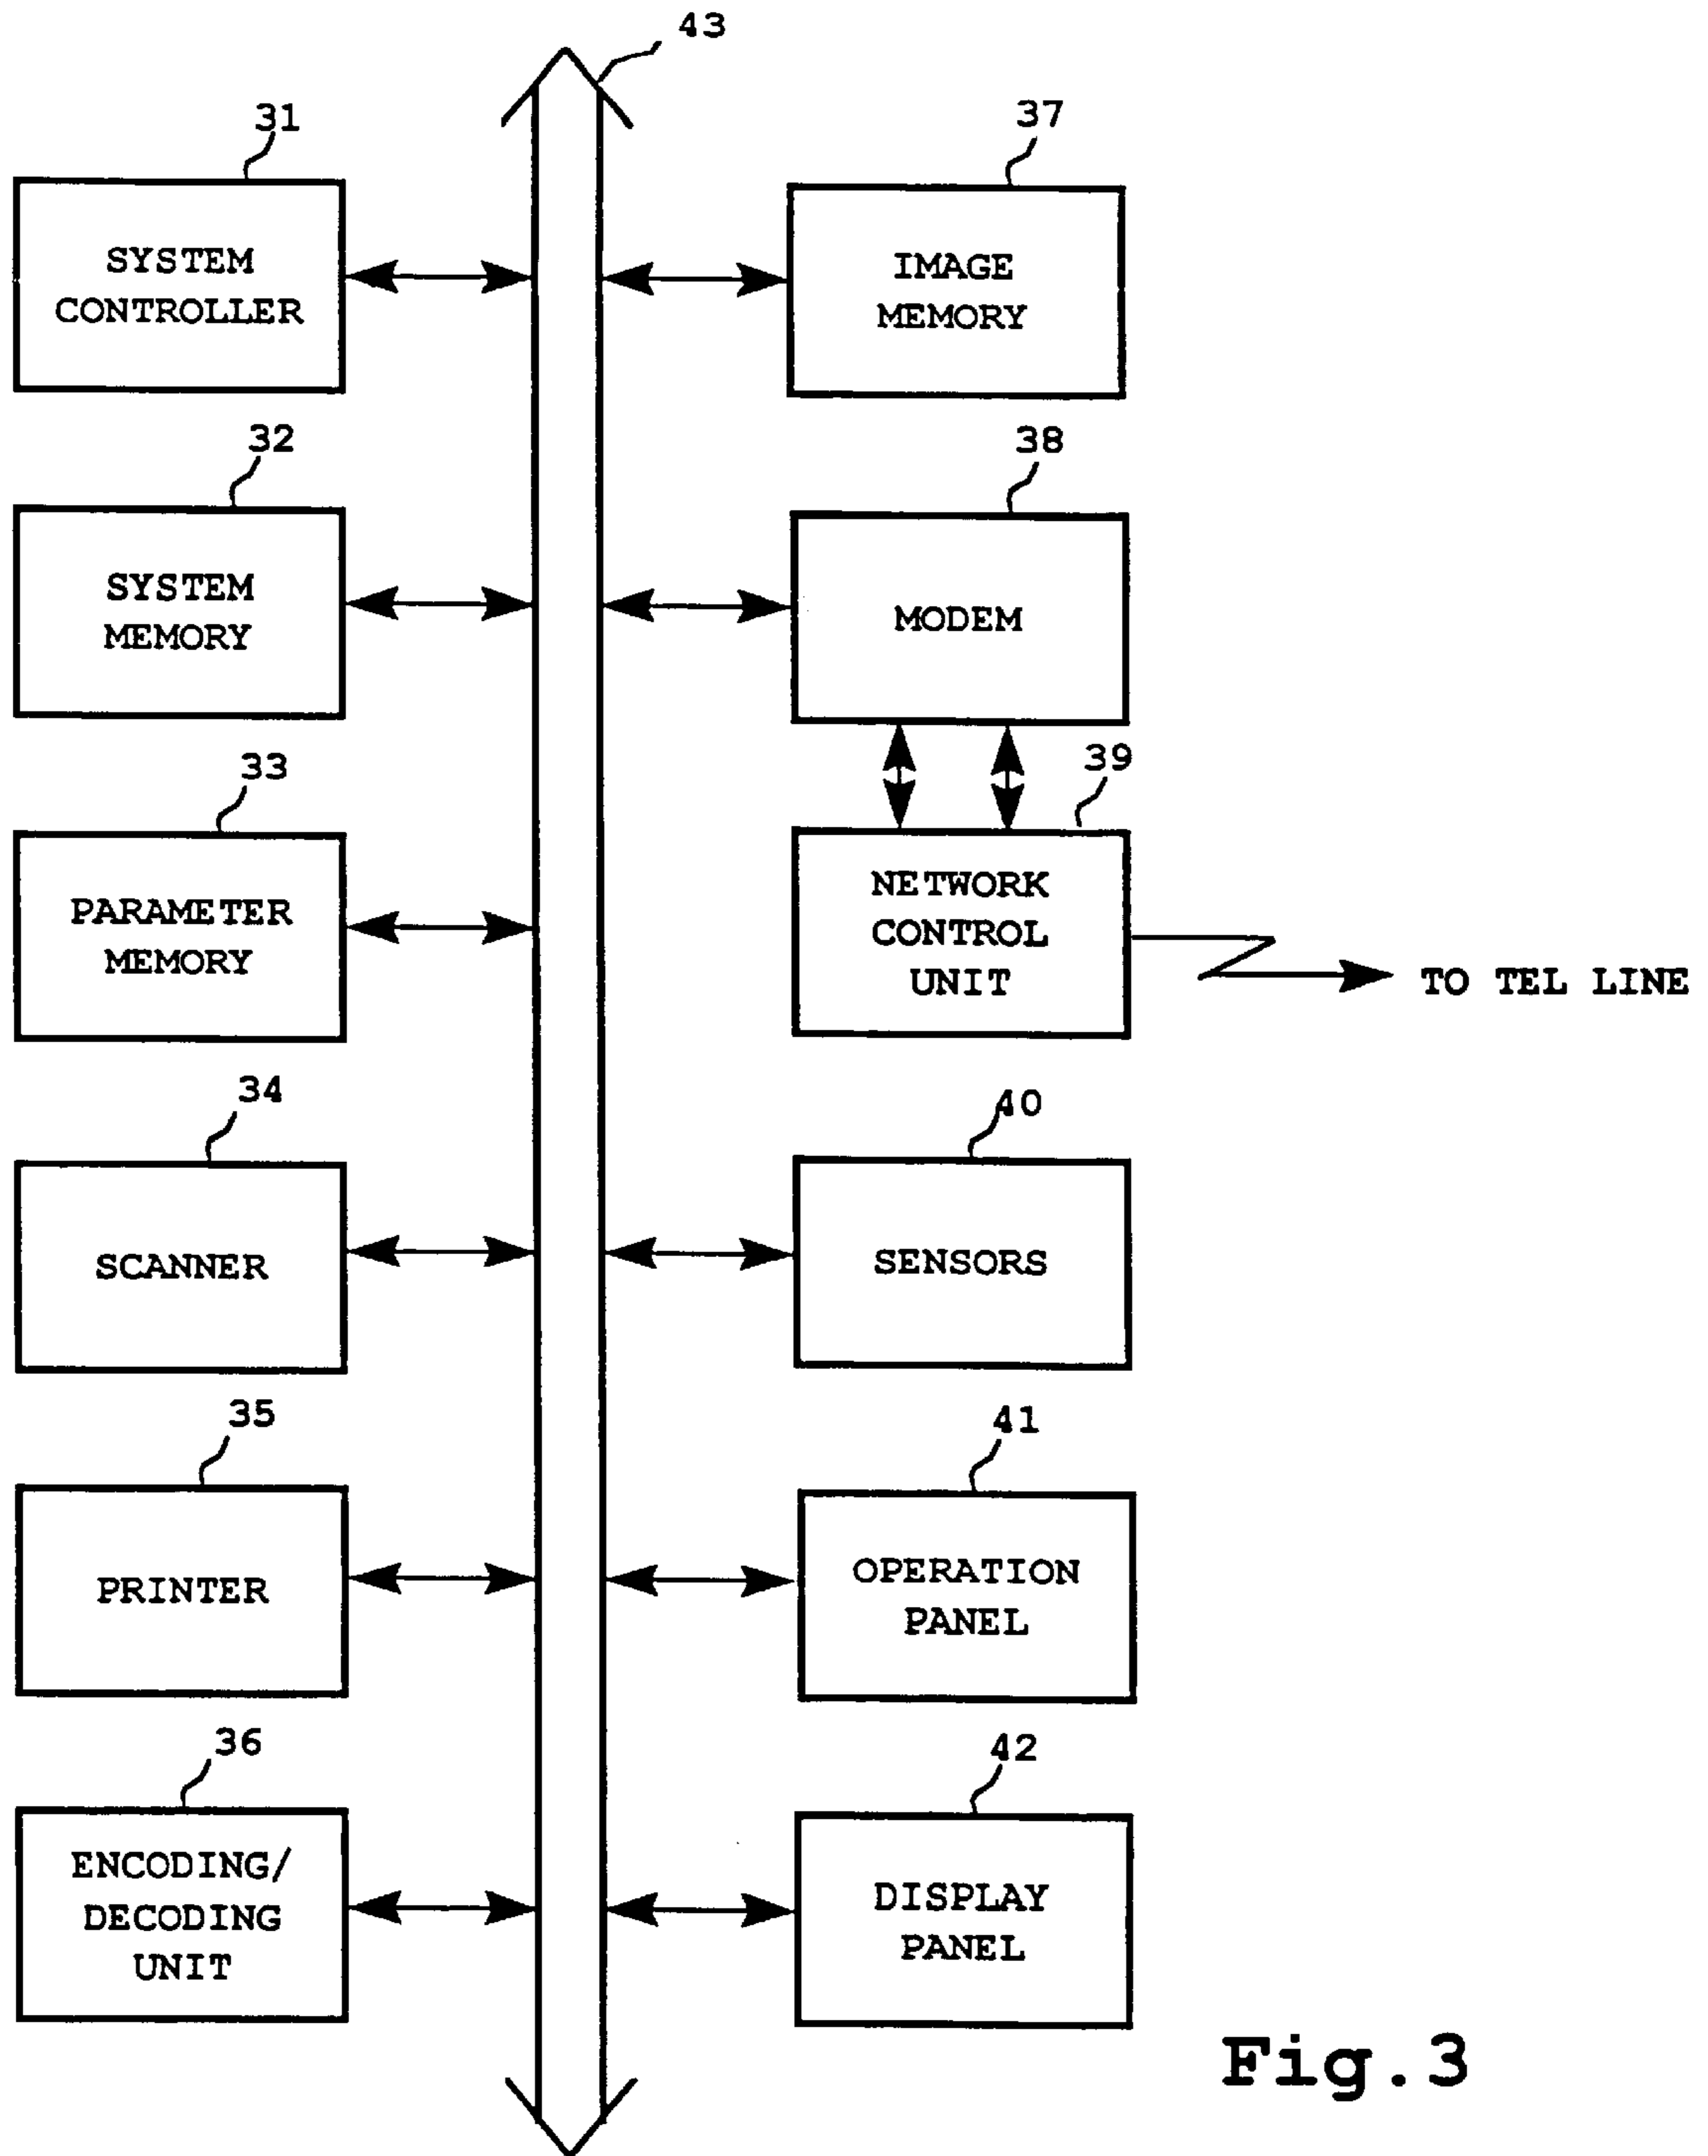 43
31
SYSTEM
CONTROLLER
37
IMAGE
MEMORY
32
SYSTEM
MEMORY
38
MODEM
33
PARAMETER
MEMORY
39
NETWORK
CONTROL
UNIT
TO TEL LINE
34
SCANNER
40
SENSORS
35
PRINTER
41
OPERATION
PANEL
36
ENCODING/
DECODING
UNIT
42
DISPLAY
PANEL
Fig.3